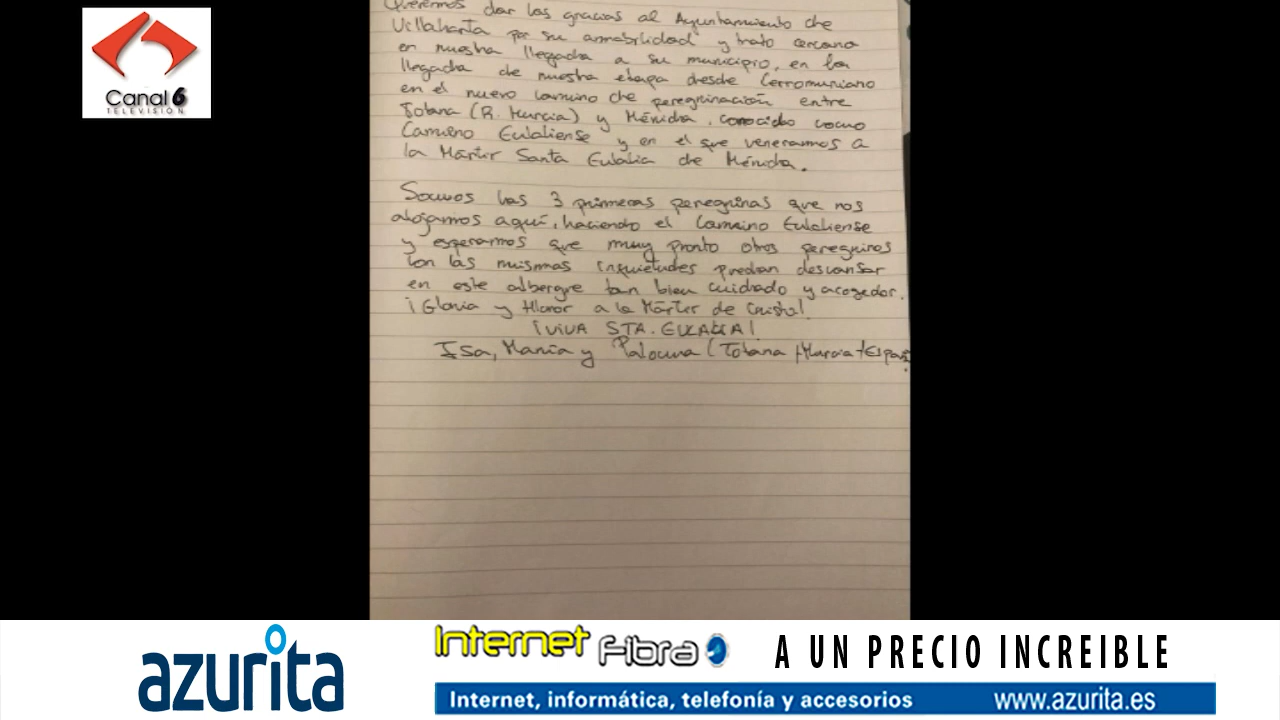 Canal 6
TELEVISIÓN
Queremos dar las gracias al Ayuntamiento de
Villaharta por su amabilidad y trato cercano
en nuestra llegada a su municipio, en la
llegada de nuestra etapa desde Cerromuriano
en el nuevo camino de peregrinación entre
Totana (R. Murcia) y Mérida, conocido como
Camino Eulaliense y en el que veneramos a
la Mártir Santa Eulalia de Mérida.
Somos las 3 primeras peregrinas que nos
alojamos aquí, haciendo el Camino Eulaliense
y esperamos que muy pronto otros peregrinos
con las mismas inquietudes puedan descansar
en este albergue tan bien cuidado y acogedor.
¡Gloria y Honor a la Mártir de Cristo!
¡VIVA STA. EULALIA!
Isa, María y Paloma (Totana / Murcia / Españ
azurita
Internet Fibra
A UN PRECIO INCREIBLE
Internet, informática, telefonía y accesorios
www.azurita.es